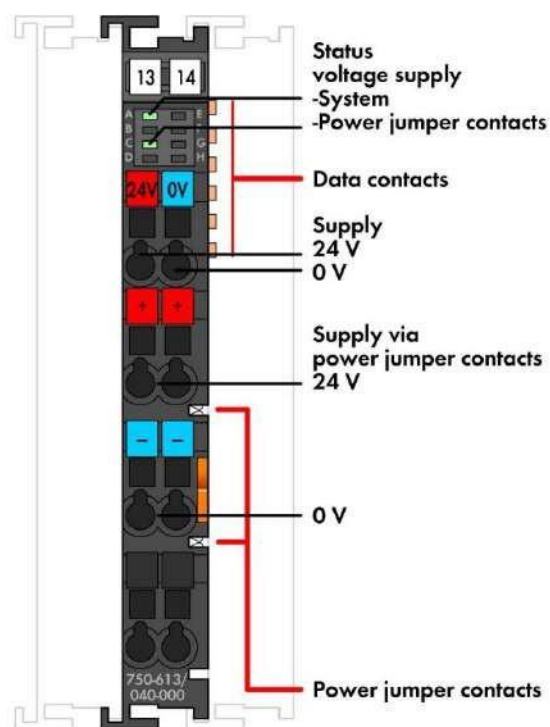 13 14
Status
voltage supply
-System
-Power jumper contacts
A E
B F
C G
D H
Data contacts
24V 0V
Supply
24 V
0 V
+ +
Supply via
power jumper contacts
24 V
− −
0 V
750-613/
040-000
Power jumper contacts